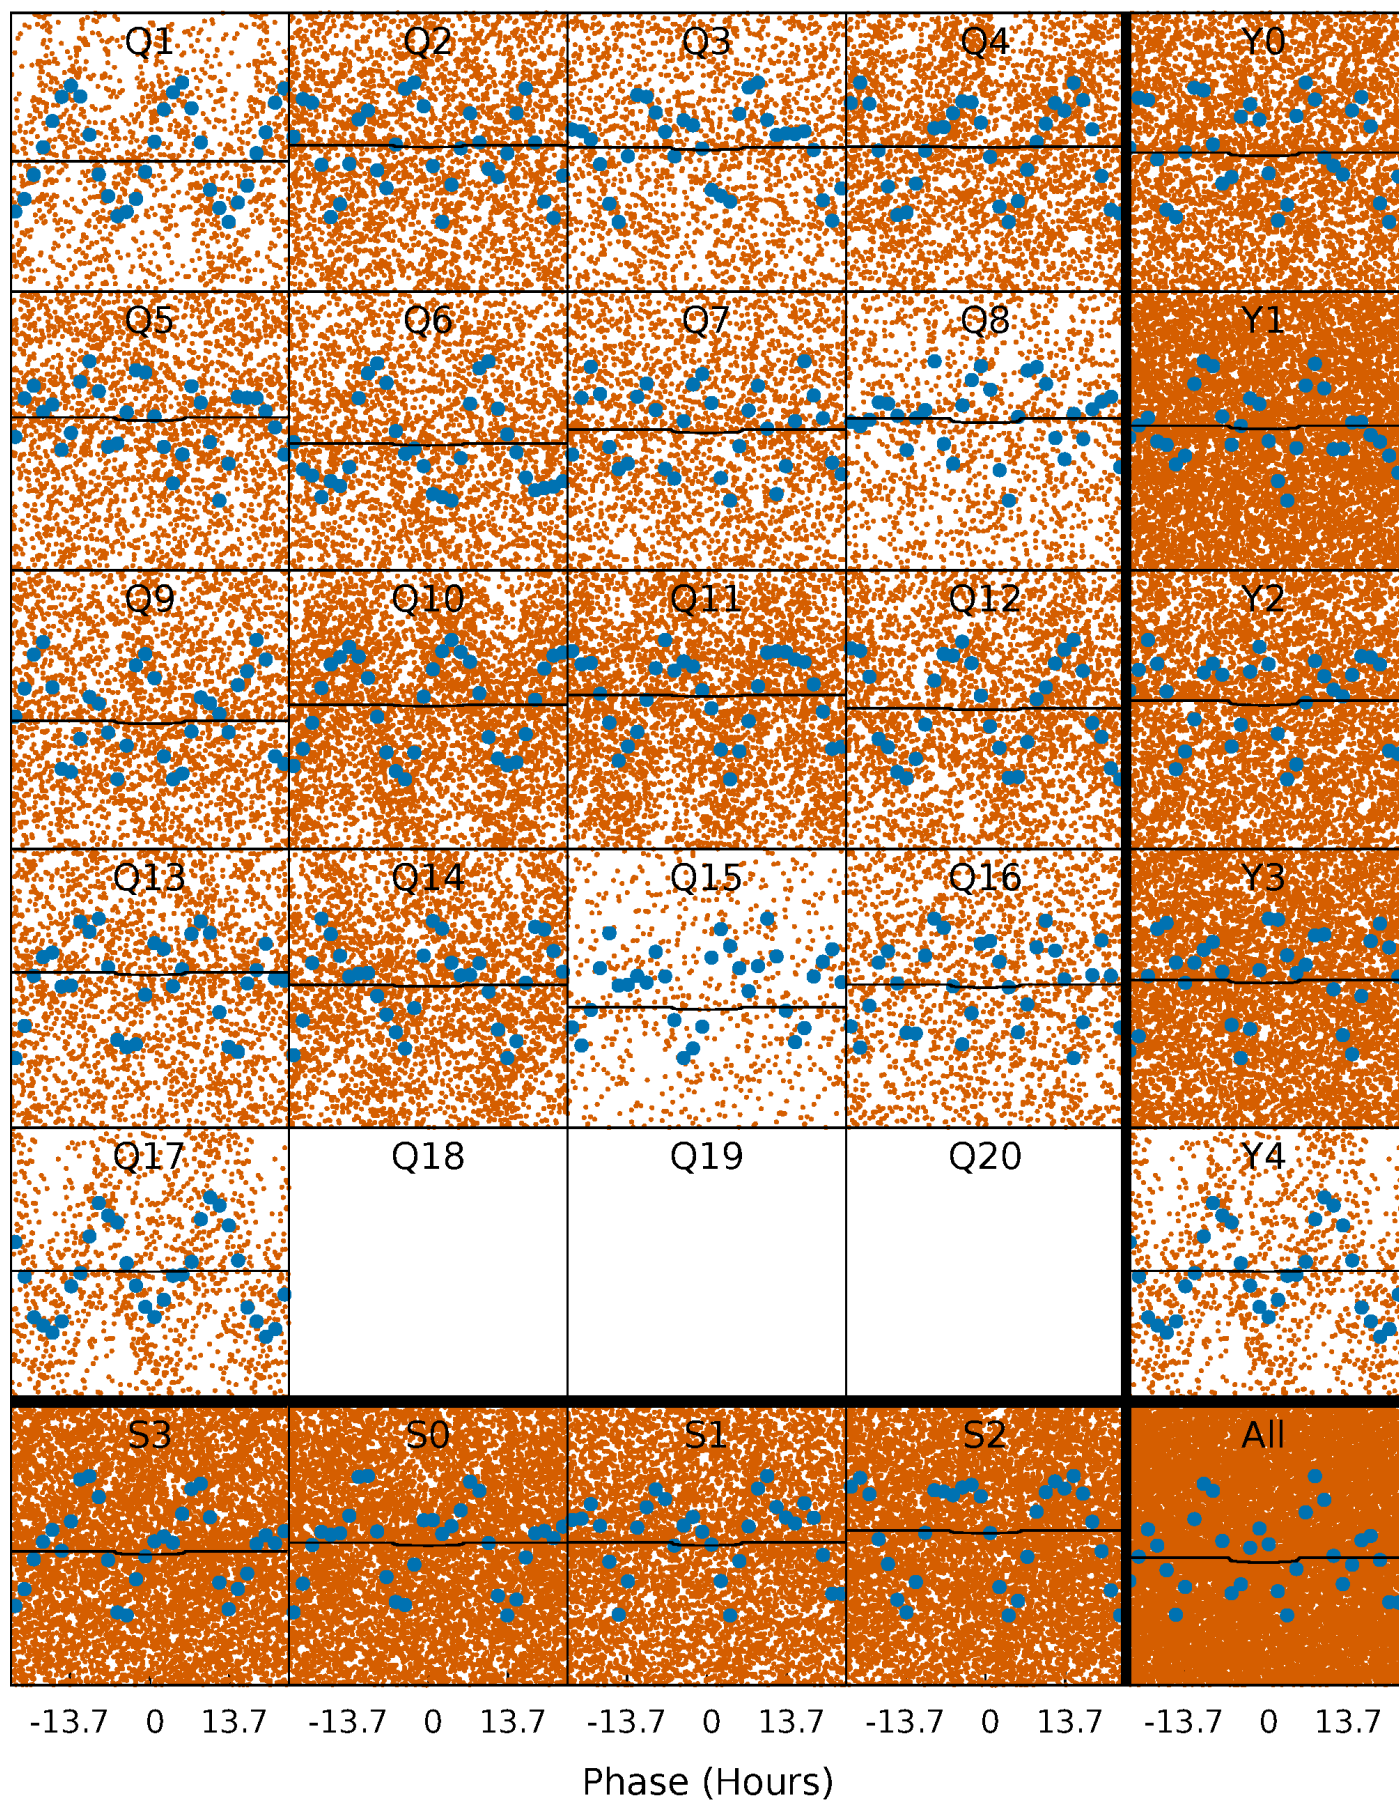 Q1 Q2 Q3 Q4 Y0
Q5 Q6 Q7 Q8 Y1
Q9 Q10 Q11 Q12 Y2
Q13 Q14 Q15 Q16 Y3
Q17 Q18 Q19 Q20 Y4
S3 S0 S1 S2 All
-13.7 0 13.7 -13.7 0 13.7 -13.7 0 13.7 -13.7 0 13.7 -13.7 0 13.7
Phase (Hours)